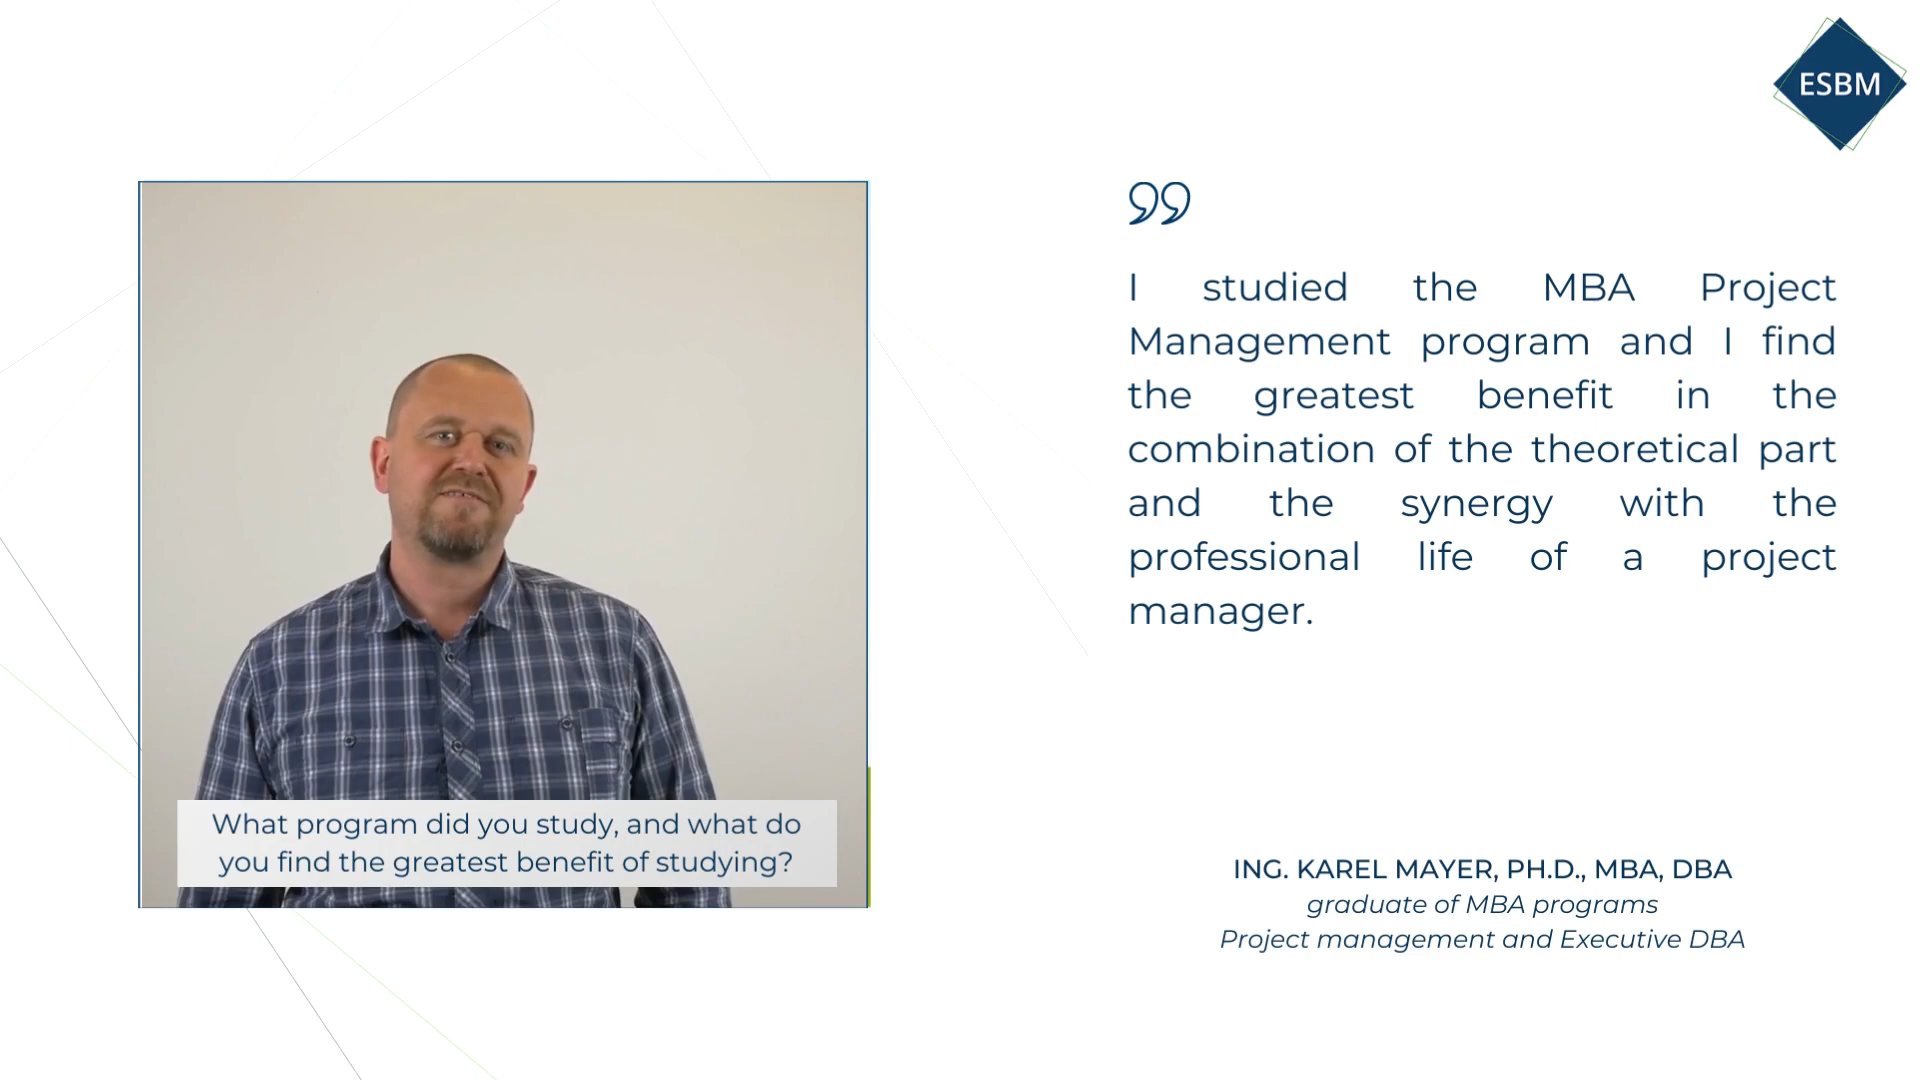 ESBM
I studied the MBA Project
Management program and I find
the greatest benefit in the
combination of the theoretical part
and the synergy with the
professional life of a project
manager.
What program did you study, and what do
you find the greatest benefit of studying?
ING. KAREL MAYER, PH.D., MBA, DBA
graduate of MBA programs
Project management and Executive DBA